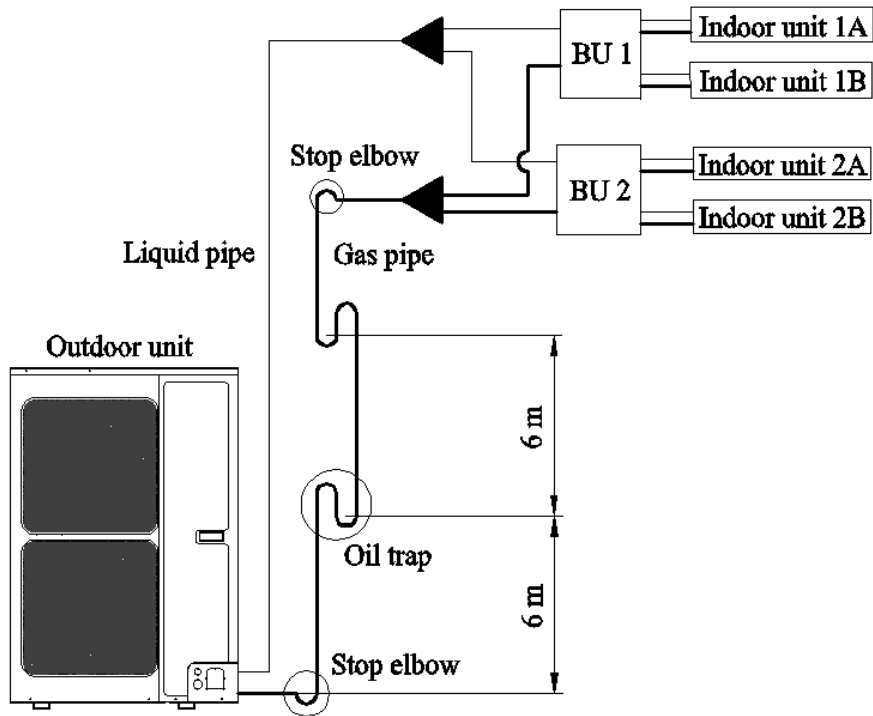 Indoor unit 1A
BU 1
Indoor unit 1B
Stop elbow
Indoor unit 2A
BU 2
Indoor unit 2B
Liquid pipe
Gas pipe
Outdoor unit
6 m
Oil trap
6 m
Stop elbow